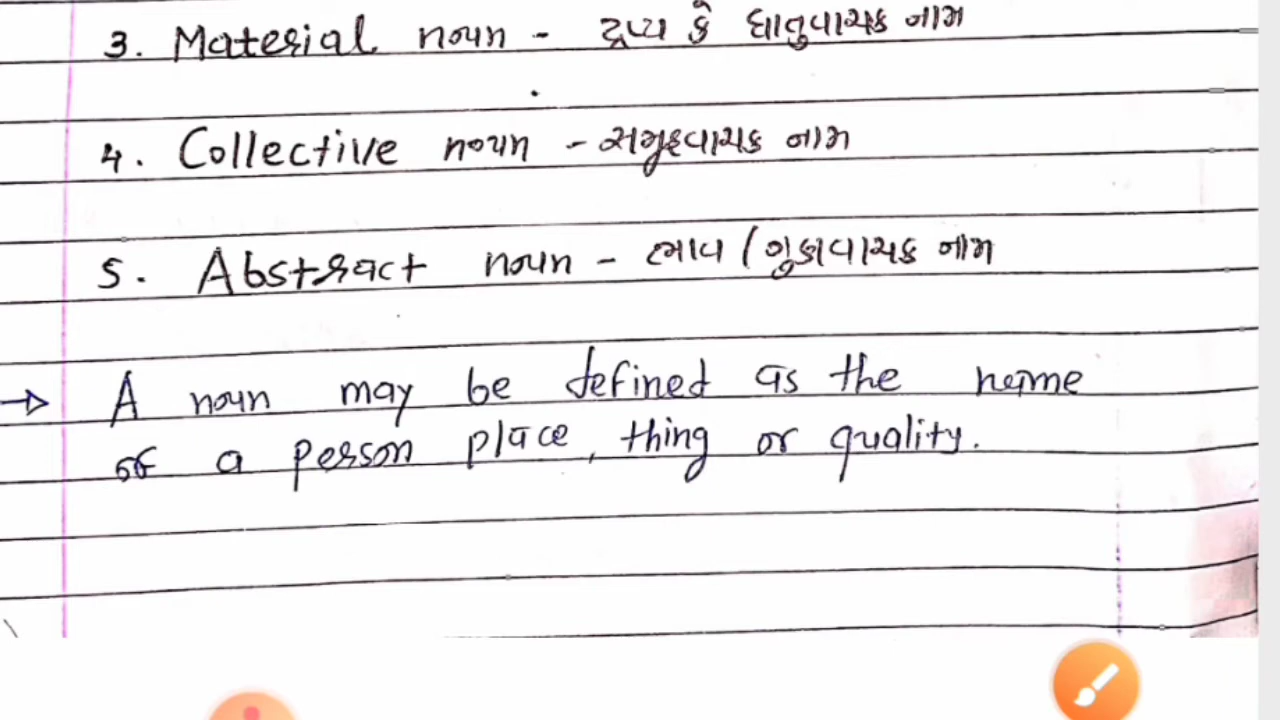 3. Material noun - દ્રવ્ય કે ધાતુવાચક નામ
4. Collective noun - સમૂહવાચક નામ
5. Abstract noun - ભાવ / ગુણવાચક નામ
→ A noun may be defined as the name
of a person place, thing or quality.